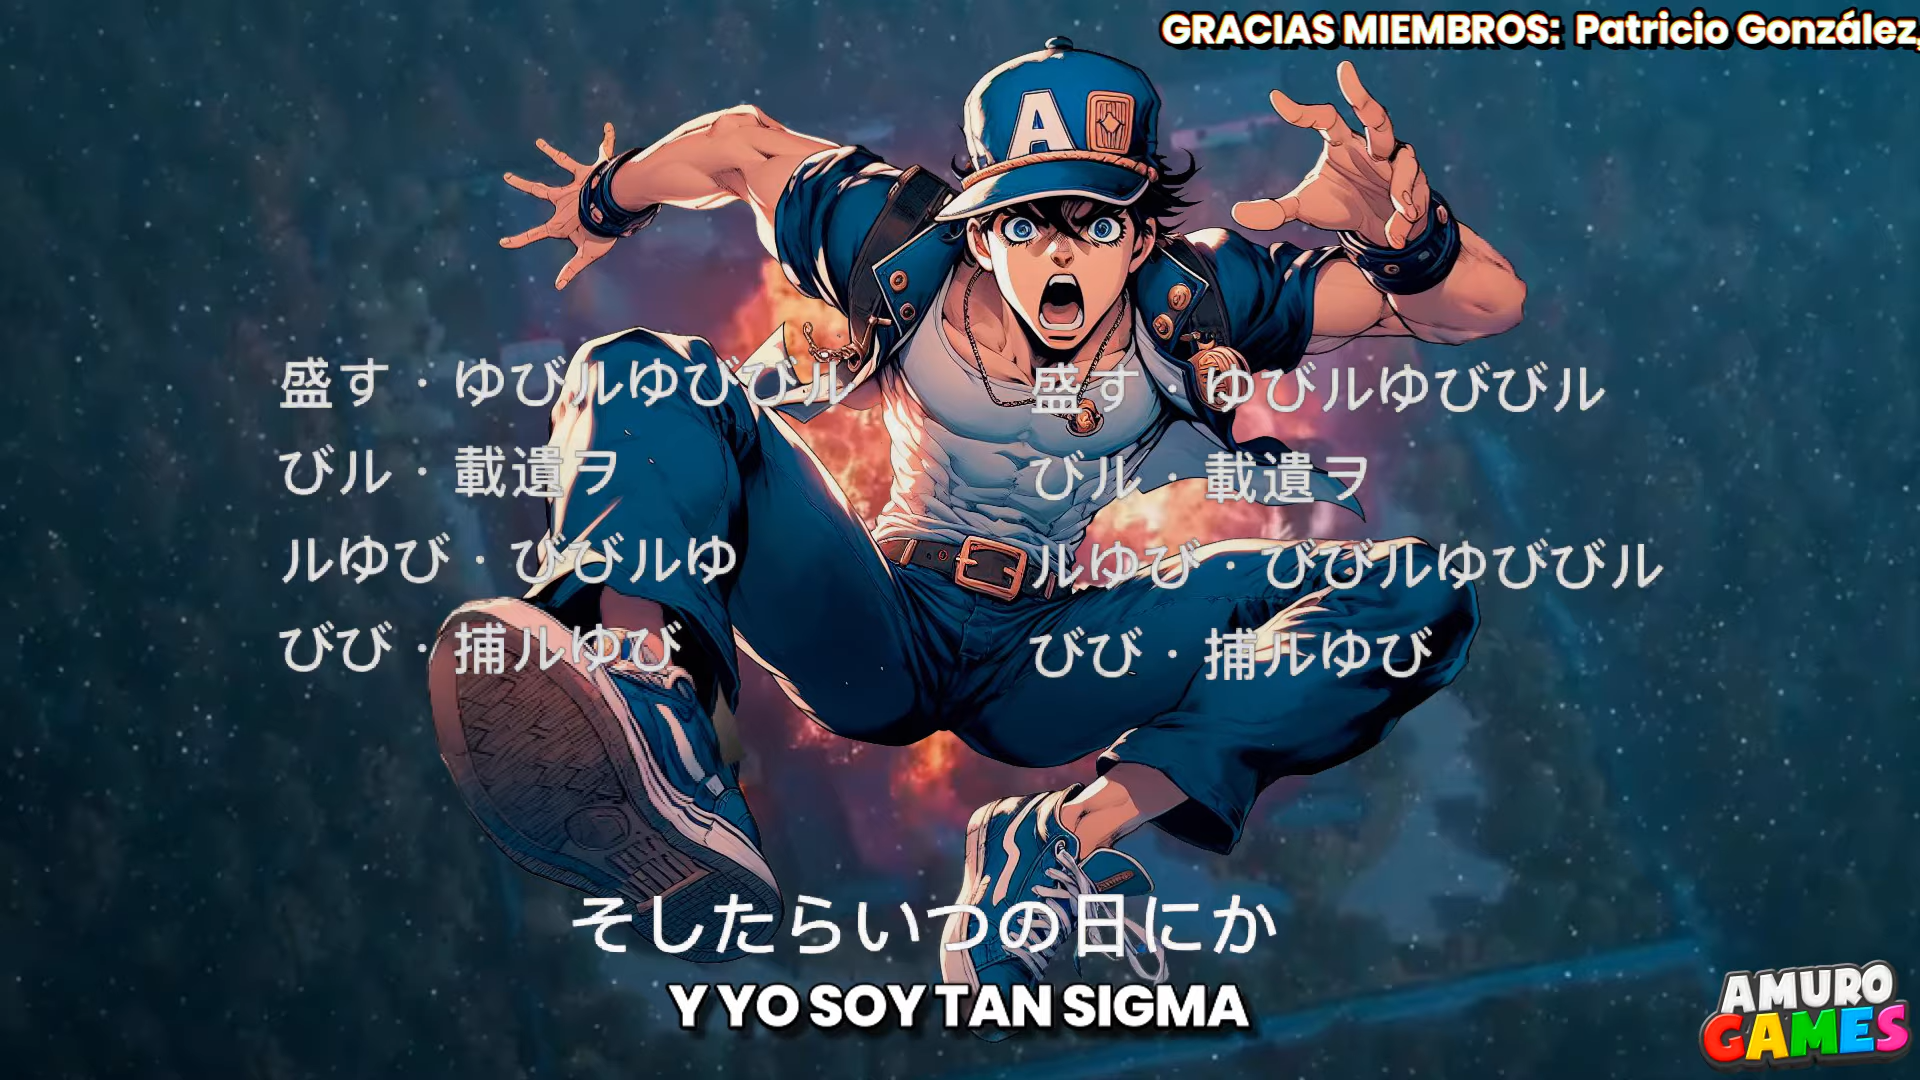 GRACIAS MIEMBROS: Patricio González,
A
盛す・ゆびルゆびびル
びル・載遺ヲ
ルゆび・びびルゆ
びび・捕ルゆび
盛す・ゆびルゆびびル
びル・載遺ヲ
ルゆび・びびルゆびびル
びび・捕ルゆび
そしたらいつの日にか
Y YO SOY TAN SIGMA
AMURO
GAMES